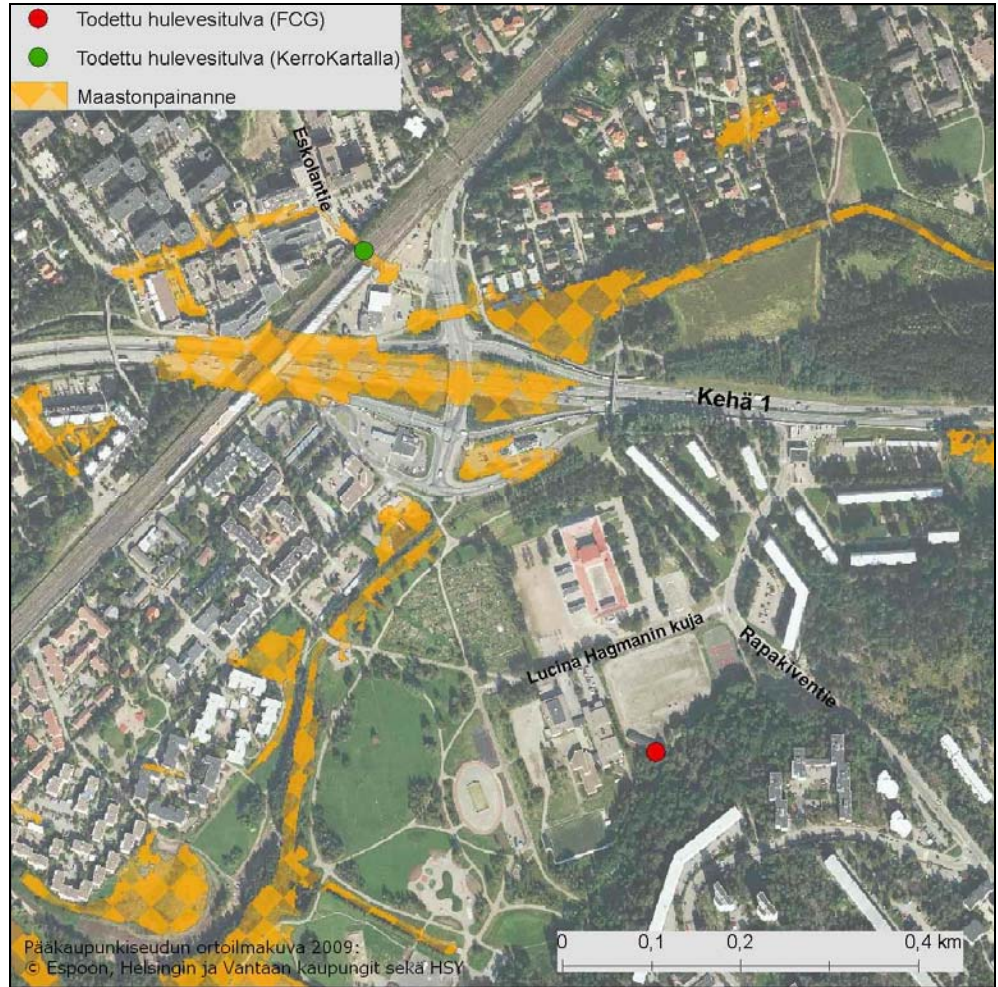 Todettu hulevesitulva (FCG)
Todettu hulevesitulva (KerroKartalla)
Maastonpainanne
Eskolantie
Kehä 1
Lucina Hagmanin kuja
Rapakiventie
0 0,1 0,2 0,4 km
Pääkaupunkiseudun ortoilmakuva 2009:
© Espoon, Helsingin ja Vantaan kaupungit sekä HSY